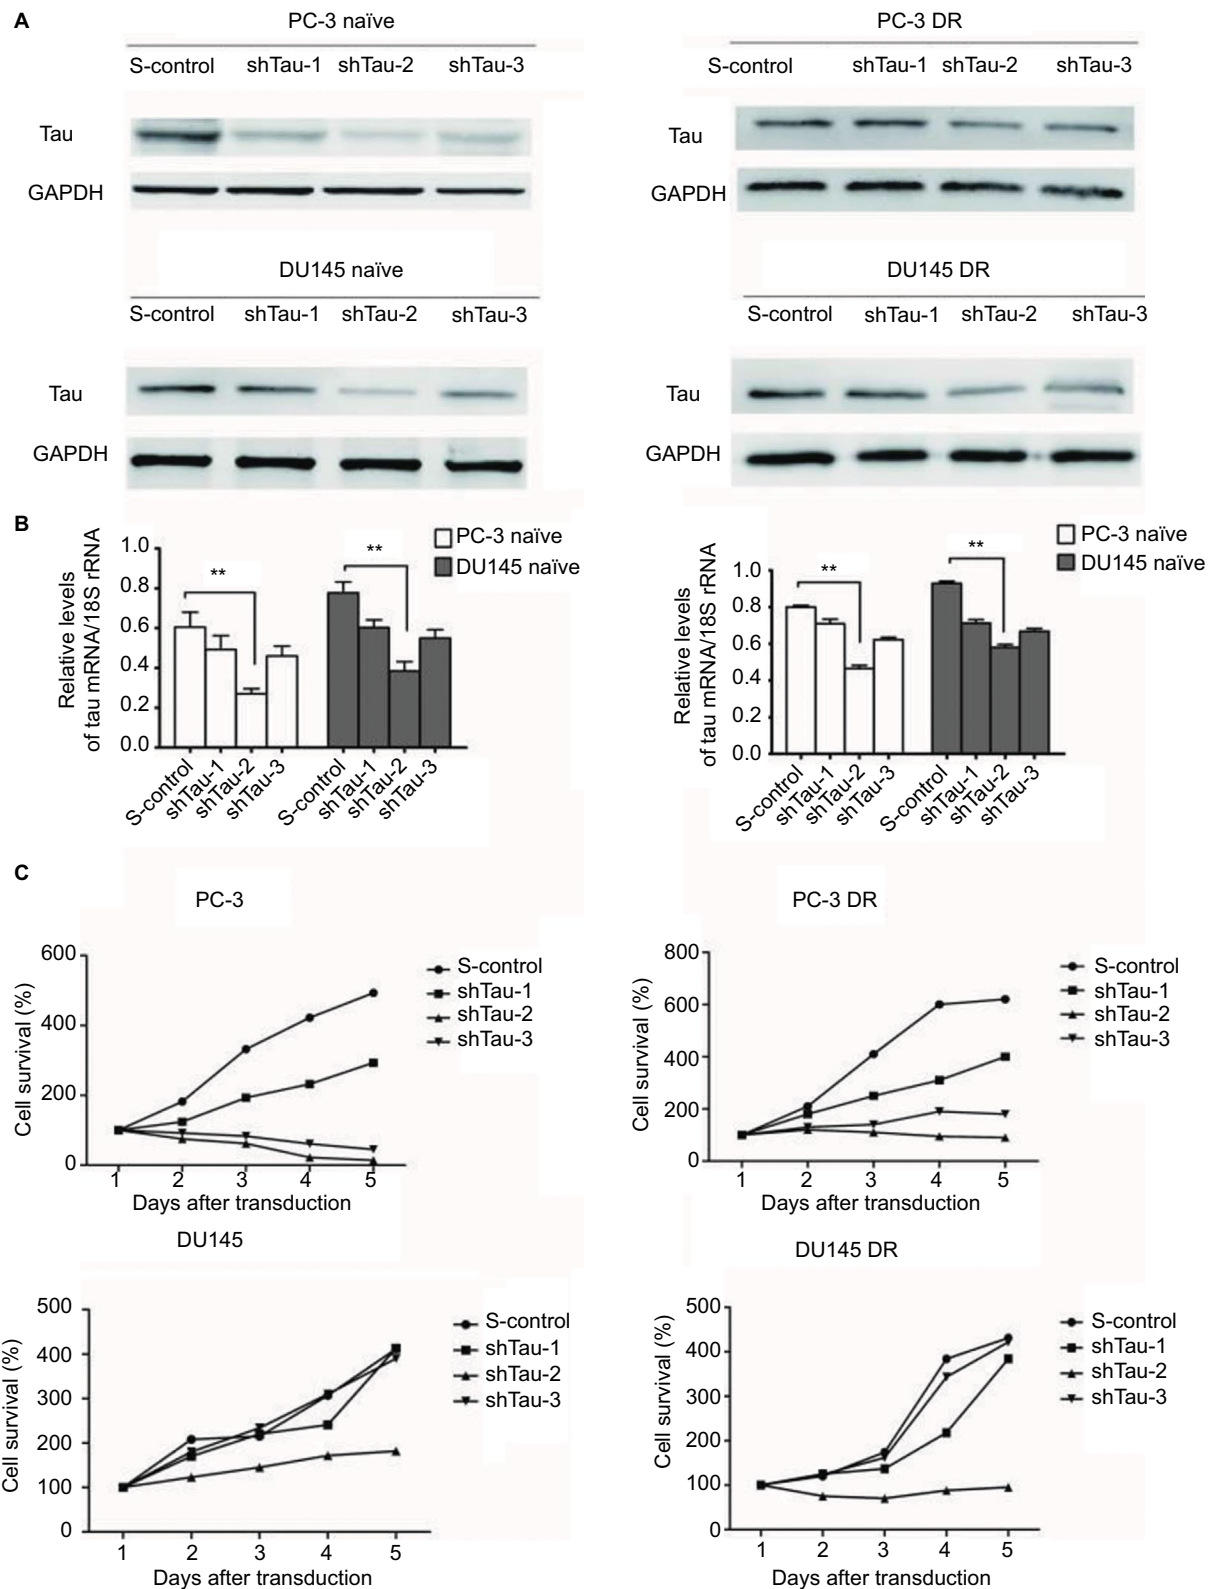 A
PC-3 naïve
S-control shTau-1 shTau-2 shTau-3
Tau
GAPDH
PC-3 DR
S-control shTau-1 shTau-2 shTau-3
Tau
GAPDH
DU145 naïve
S-control shTau-1 shTau-2 shTau-3
Tau
GAPDH
DU145 DR
S-control shTau-1 shTau-2 shTau-3
Tau
GAPDH
B
Relative levels
of tau mRNA/18S rRNA
1.0
0.8
0.6
0.4
0.2
0.0
**
**
PC-3 naïve
DU145 naïve
S-control shTau-1 shTau-2 shTau-3 S-control shTau-1 shTau-2 shTau-3
Relative levels
of tau mRNA/18S rRNA
1.0
0.8
0.6
0.4
0.2
0.0
**
**
PC-3 naïve
DU145 naïve
S-control shTau-1 shTau-2 shTau-3 S-control shTau-1 shTau-2 shTau-3
C
PC-3
Cell survival (%)
600
400
200
0
1 2 3 4 5
Days after transduction
S-control
shTau-1
shTau-2
shTau-3
PC-3 DR
Cell survival (%)
800
600
400
200
0
1 2 3 4 5
Days after transduction
S-control
shTau-1
shTau-2
shTau-3
DU145
Cell survival (%)
500
400
300
200
100
0
1 2 3 4 5
Days after transduction
S-control
shTau-1
shTau-2
shTau-3
DU145 DR
Cell survival (%)
500
400
300
200
100
0
1 2 3 4 5
Days after transduction
S-control
shTau-1
shTau-2
shTau-3